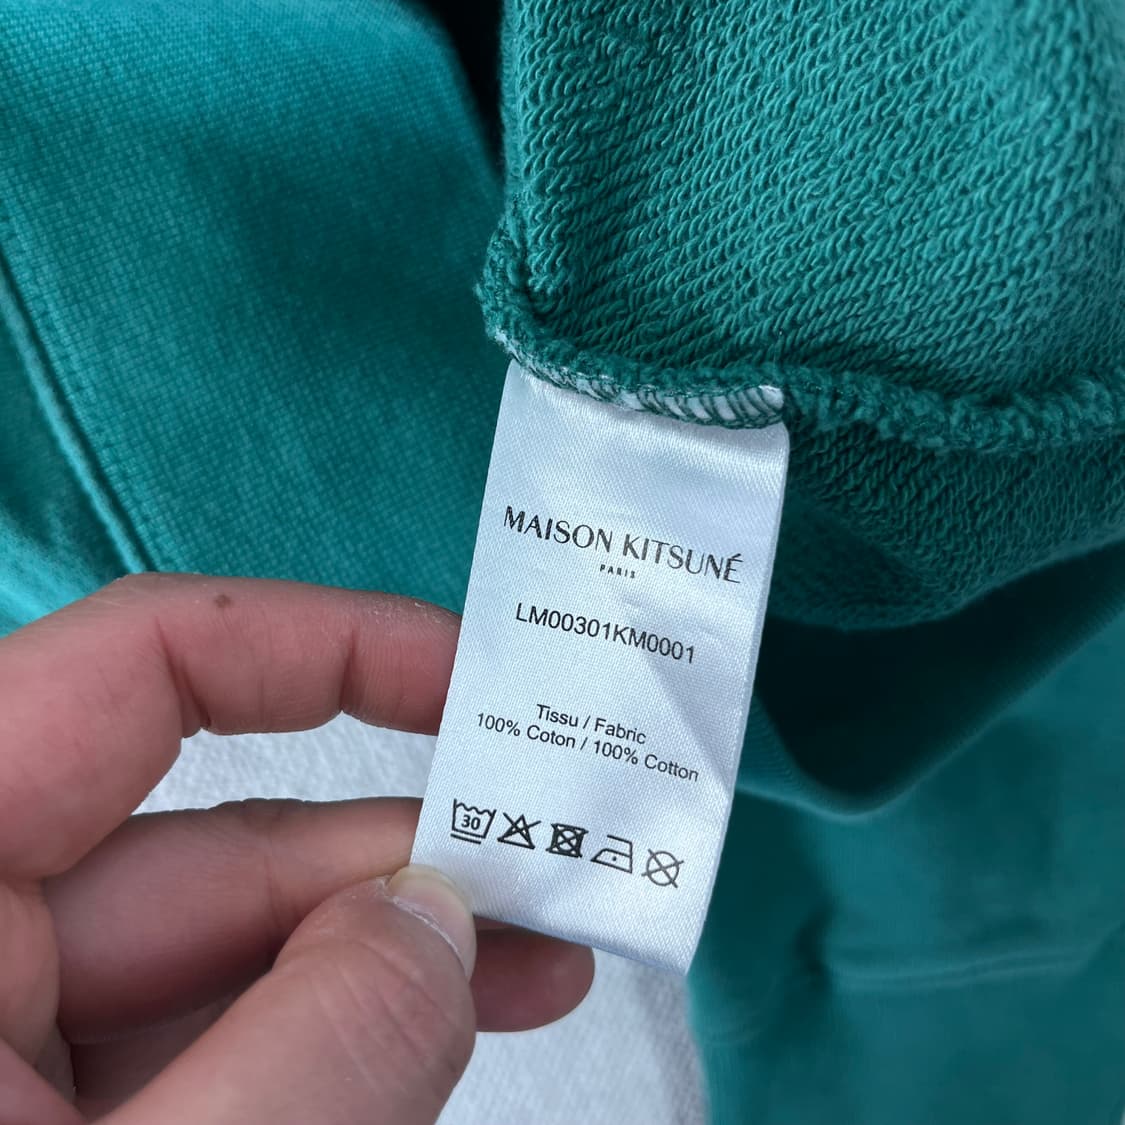 MAISON KITSUNÉ
PARIS
LM00301KM0001
Tissu / Fabric
100% Coton / 100% Cotton
30